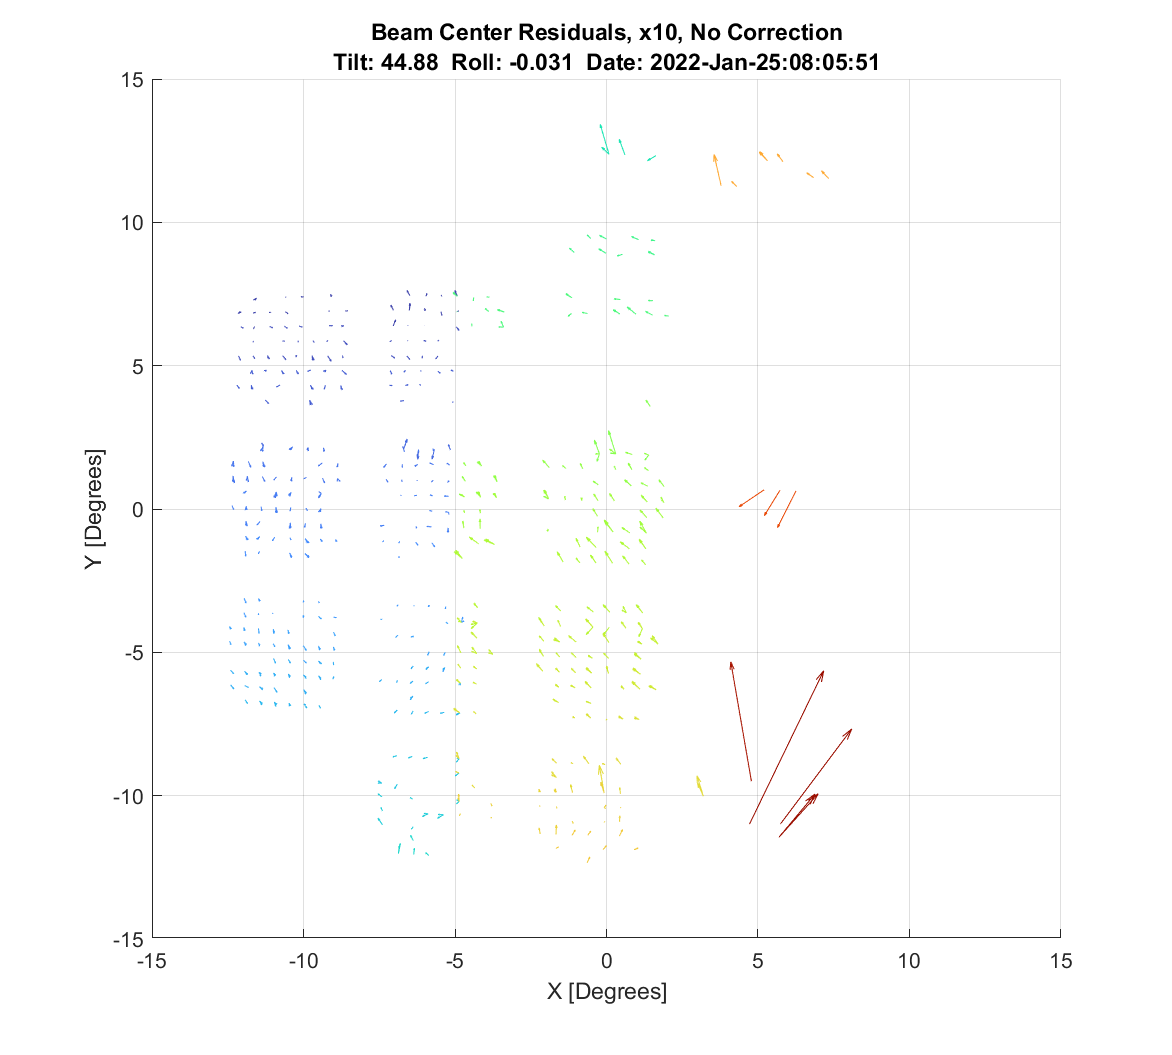 Beam Center Residuals, x10, No Correction
Tilt: 44.88  Roll: -0.031  Date: 2022-Jan-25:08:05:51
15
10
5
0
-5
-10
-15
Y [Degrees]
-15 -10 -5 0 5 10 15
X [Degrees]